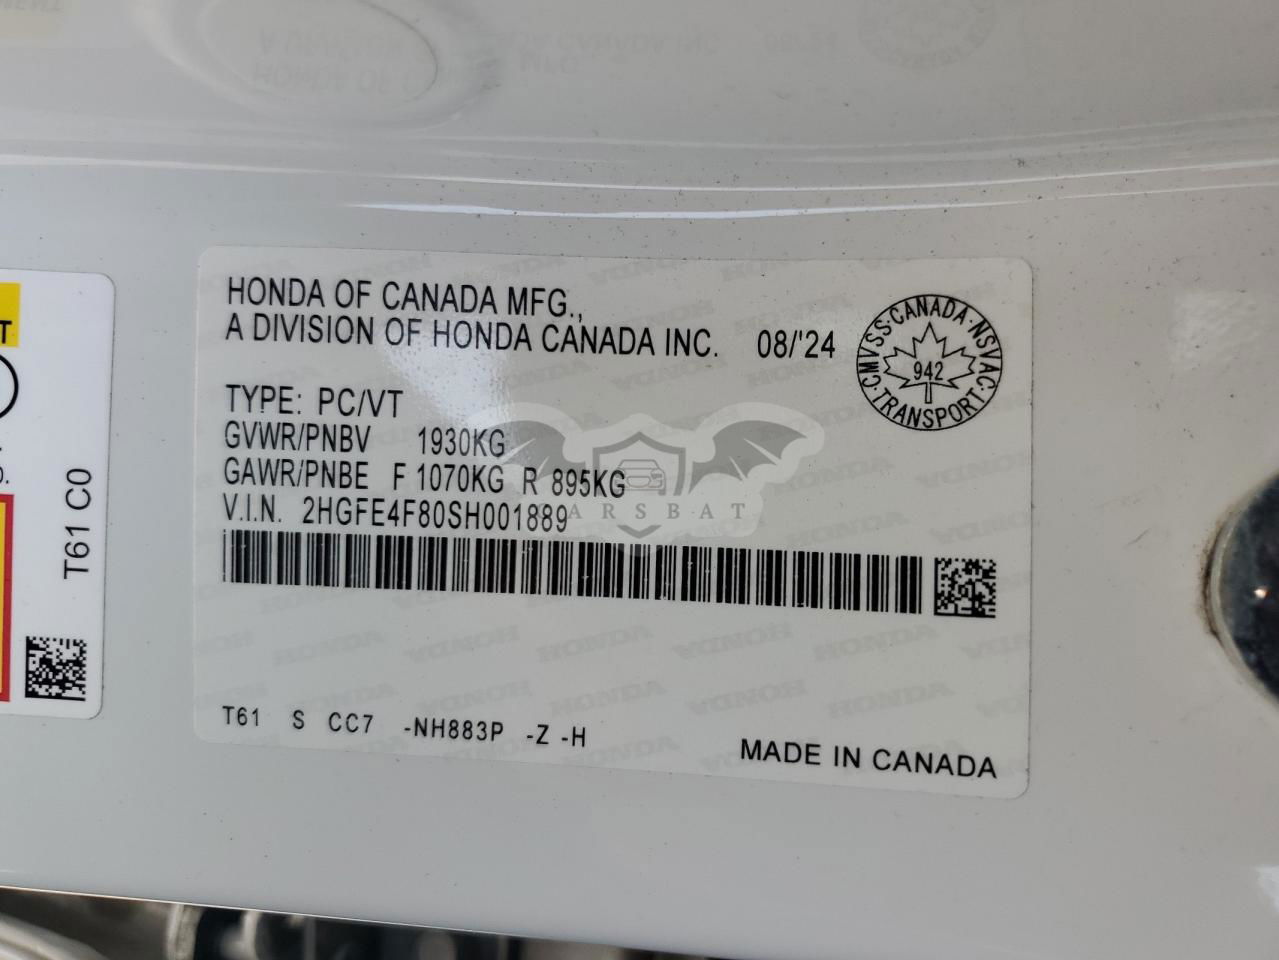 HONDA OF CANADA MFG.,
A DIVISION OF HONDA CANADA INC. 08/'24
CMVSS·CANADA·NSVAC·TRANSPORT·
942
TYPE: PC/VT
GVWR/PNBV 1930KG
GAWR/PNBE F 1070KG R 895KG
V.I.N. 2HGFE4F80SH001889
CARSBAT
T61 S CC7 -NH883P -Z -H
MADE IN CANADA
T61 C0